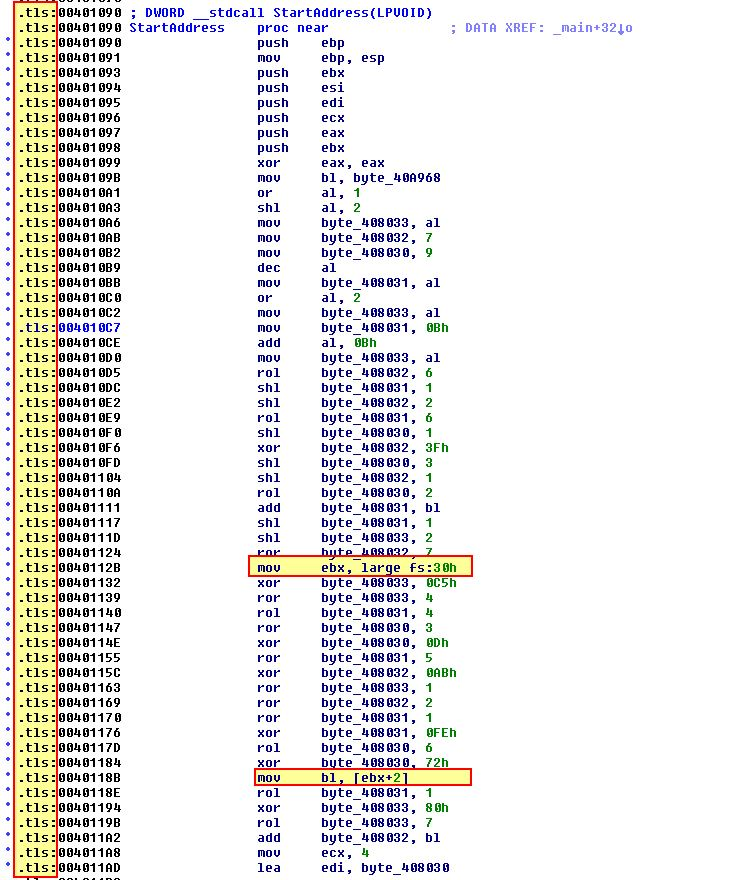 .tls:00401090 ; DWORD __stdcall StartAddress(LPVOID)
.tls:00401090 StartAddress proc near ; DATA XREF: _main+32↓o
.tls:00401090 push ebp
.tls:00401091 mov ebp, esp
.tls:00401093 push ebx
.tls:00401094 push esi
.tls:00401095 push edi
.tls:00401096 push ecx
.tls:00401097 push eax
.tls:00401098 push ebx
.tls:00401099 xor eax, eax
.tls:0040109B mov bl, byte_40A968
.tls:004010A1 or al, 1
.tls:004010A3 shl al, 2
.tls:004010A6 mov byte_408033, al
.tls:004010AB mov byte_408032, 7
.tls:004010B2 mov byte_408030, 9
.tls:004010B9 dec al
.tls:004010BB mov byte_408031, al
.tls:004010C0 or al, 2
.tls:004010C2 mov byte_408033, al
.tls:004010C7 mov byte_408031, 0Bh
.tls:004010CE add al, 0Bh
.tls:004010D0 mov byte_408033, al
.tls:004010D5 rol byte_408032, 6
.tls:004010DC shl byte_408031, 1
.tls:004010E2 shl byte_408032, 2
.tls:004010E9 rol byte_408031, 6
.tls:004010F0 shl byte_408030, 1
.tls:004010F6 xor byte_408032, 3Fh
.tls:004010FD shl byte_408030, 3
.tls:00401104 shl byte_408032, 1
.tls:0040110A rol byte_408030, 2
.tls:00401111 add byte_408031, bl
.tls:00401117 shl byte_408031, 1
.tls:0040111D shl byte_408033, 2
.tls:00401124 ror byte_408032, 7
.tls:0040112B mov ebx, large fs:30h
.tls:00401132 xor byte_408033, 0C5h
.tls:00401139 ror byte_408033, 4
.tls:00401140 rol byte_408031, 4
.tls:00401147 ror byte_408030, 3
.tls:0040114E xor byte_408030, 0Dh
.tls:00401155 ror byte_408031, 5
.tls:0040115C xor byte_408032, 0ABh
.tls:00401163 ror byte_408033, 1
.tls:00401169 ror byte_408032, 2
.tls:00401170 ror byte_408031, 1
.tls:00401176 xor byte_408031, 0FEh
.tls:0040117D rol byte_408030, 6
.tls:00401184 xor byte_408030, 72h
.tls:0040118B mov bl, [ebx+2]
.tls:0040118E rol byte_408031, 1
.tls:00401194 xor byte_408033, 80h
.tls:0040119B rol byte_408033, 7
.tls:004011A2 add byte_408032, bl
.tls:004011A8 mov ecx, 4
.tls:004011AD lea edi, byte_408030